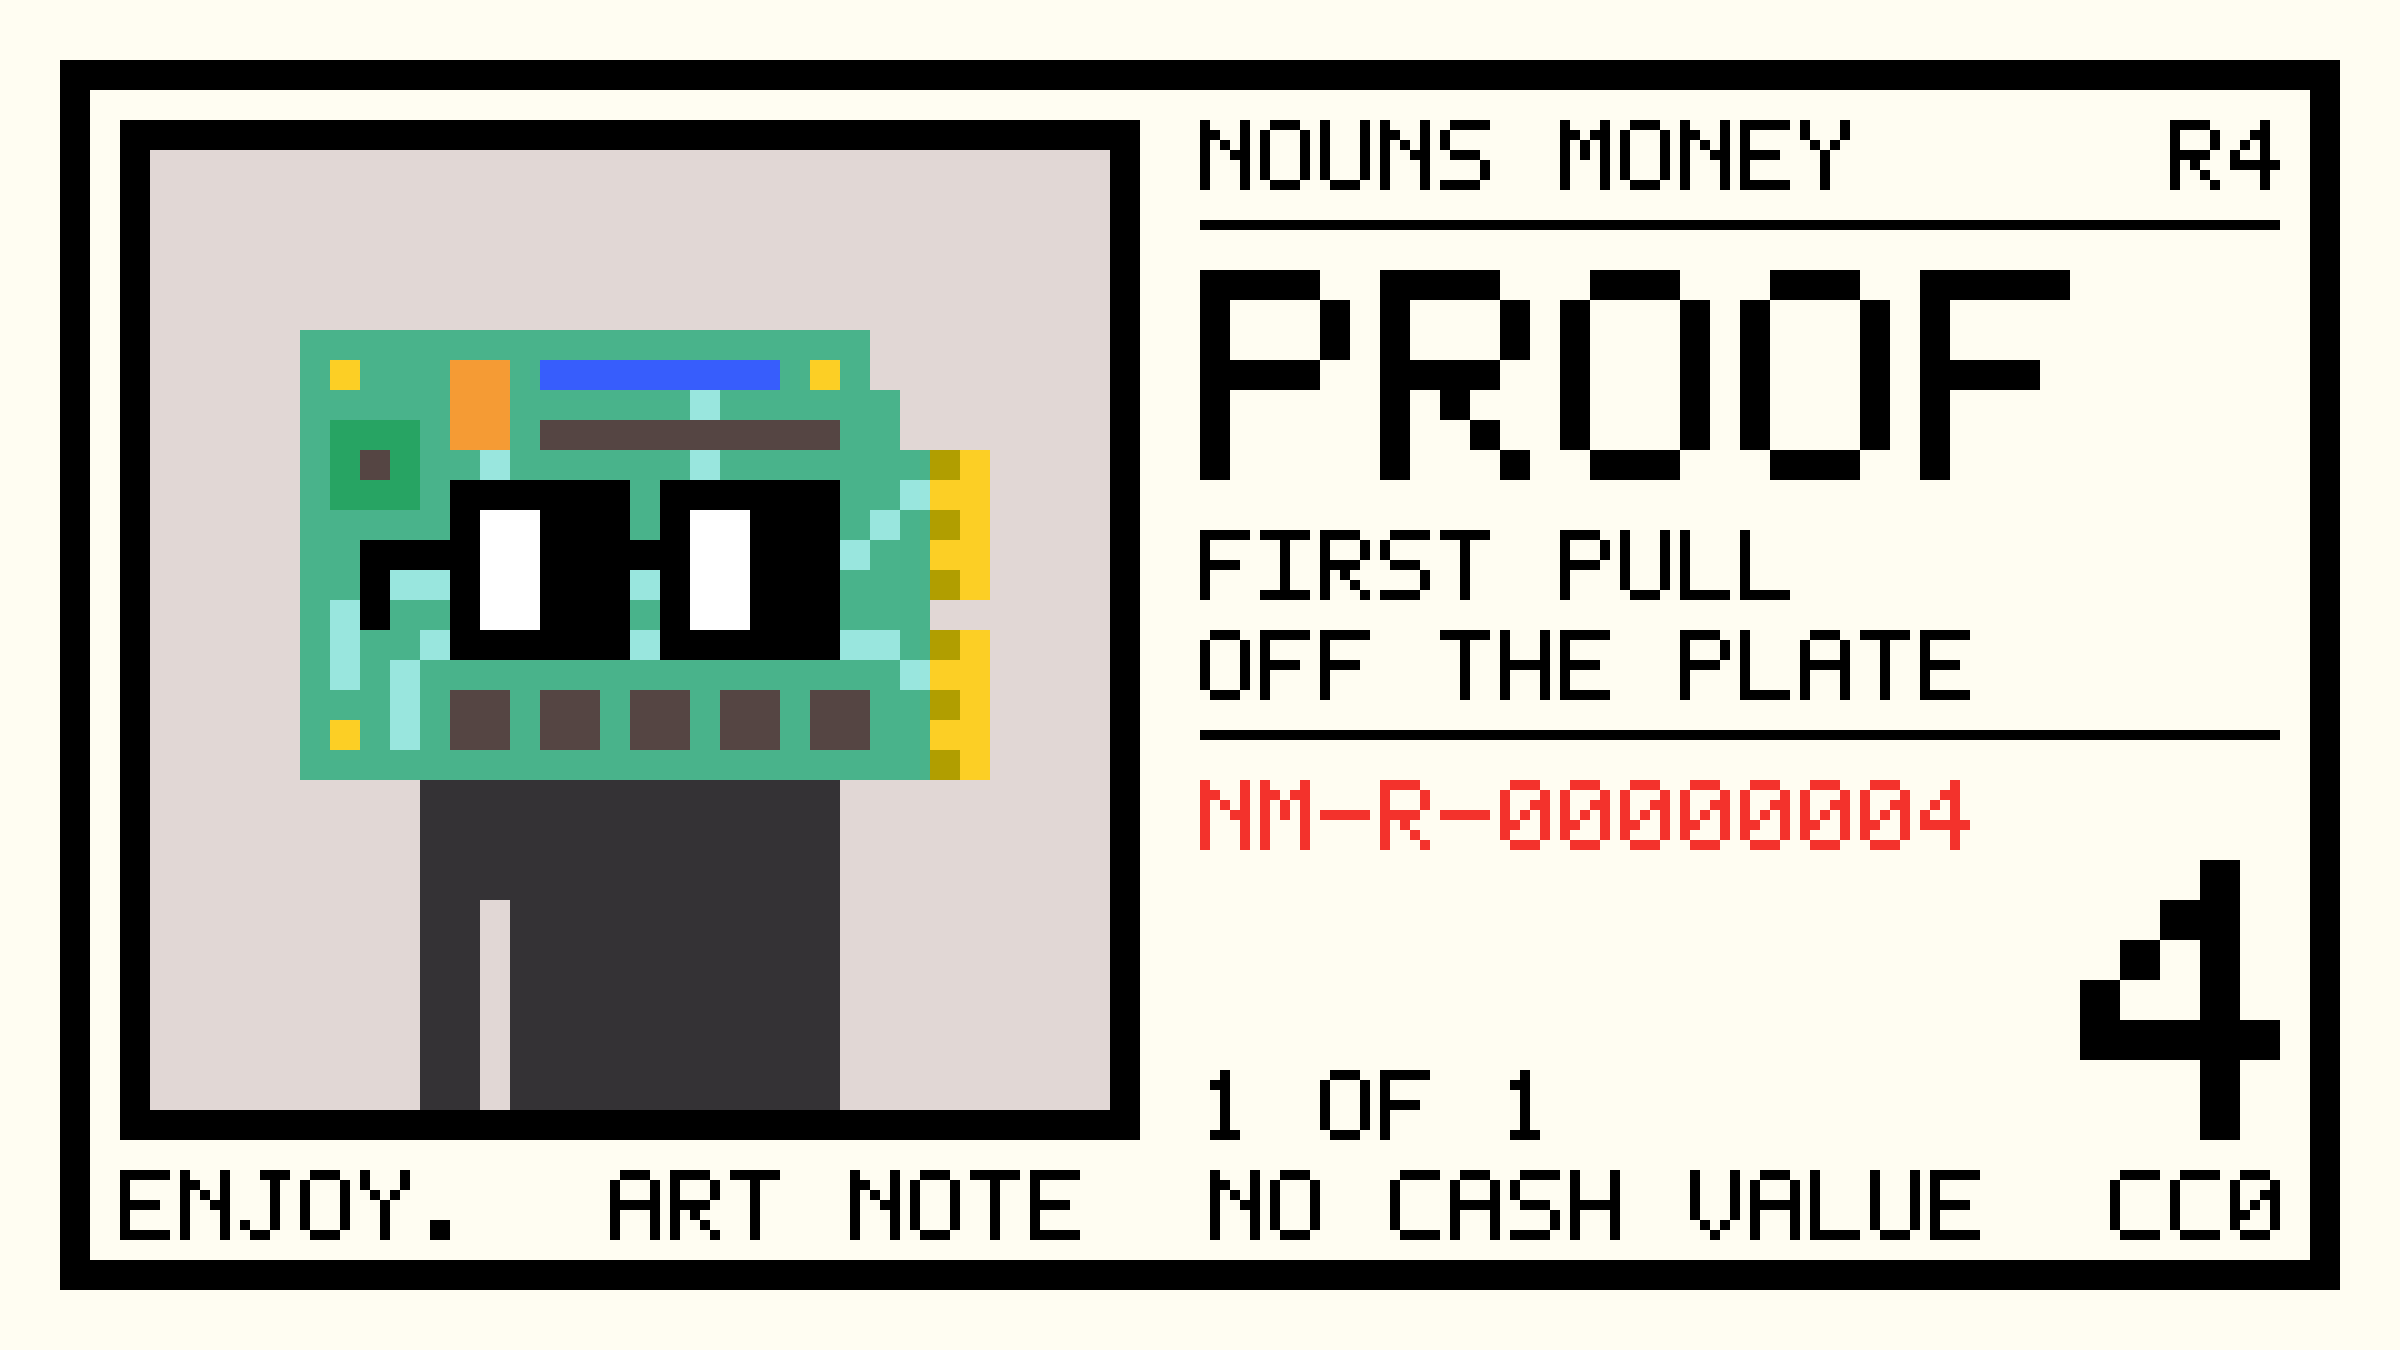 NOUNS MONEY R4
PROOF
FIRST PULL
OFF THE PLATE
NM-R-00000004
4
1 OF 1
ENJOY. ART NOTE NO CASH VALUE CC0